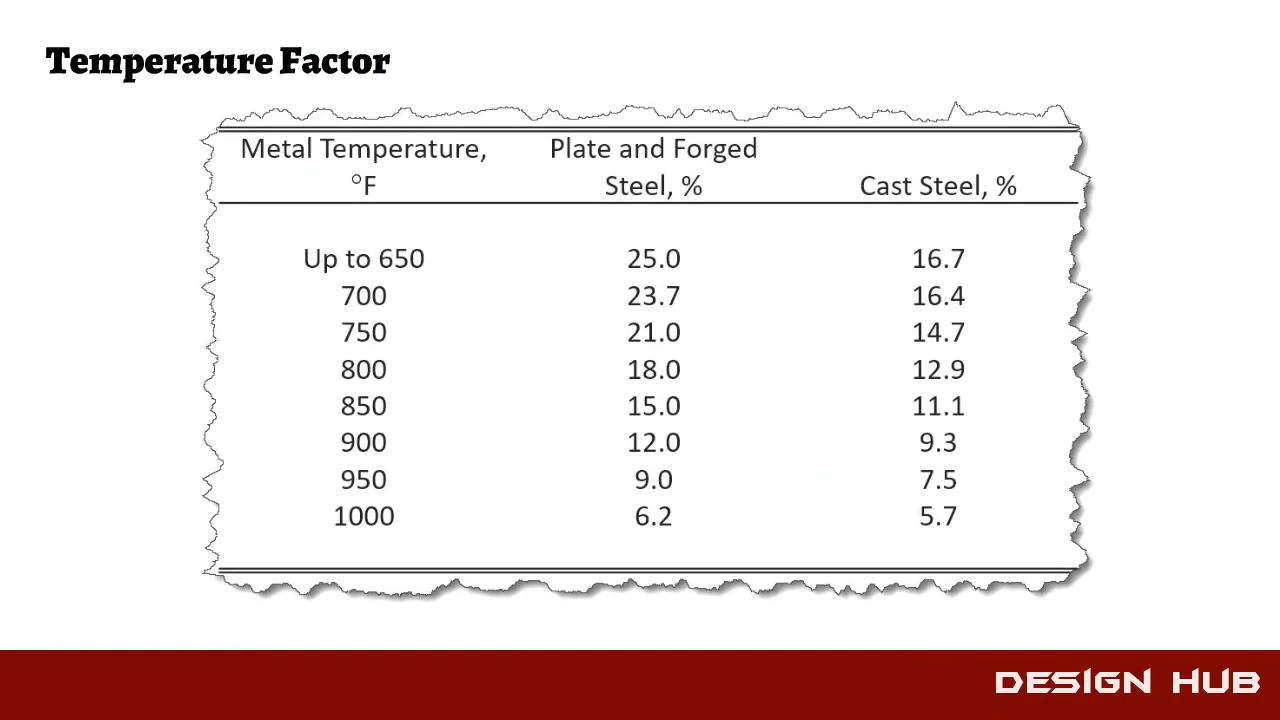 Temperature Factor
Metal Temperature, Plate and Forged
°F Steel, % Cast Steel, %
Up to 650 25.0 16.7
700 23.7 16.4
750 21.0 14.7
800 18.0 12.9
850 15.0 11.1
900 12.0 9.3
950 9.0 7.5
1000 6.2 5.7
DESIGN HUB